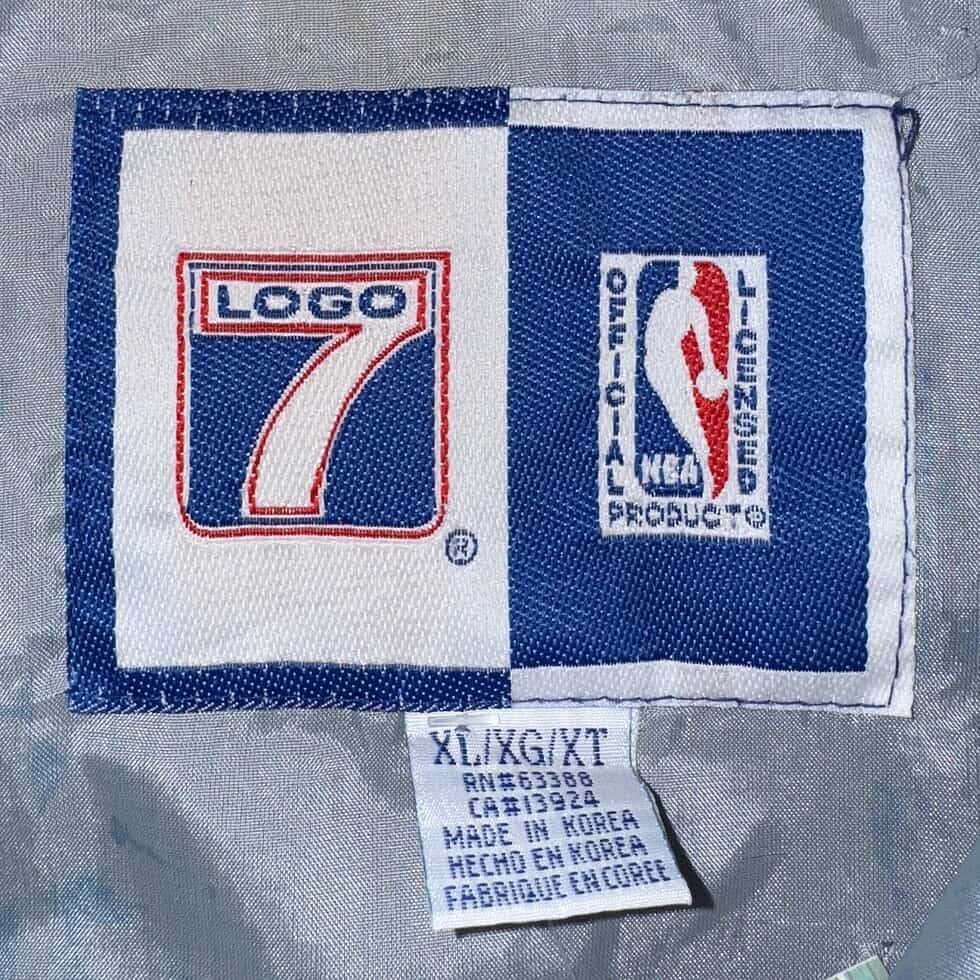 LOGO
7
®
OFFICIAL
LICENSED
NBA
PRODUCT®
XL/XG/XT
RN#63388
CA#13924
MADE IN KOREA
HECHO EN KOREA
FABRIQUE EN COREE